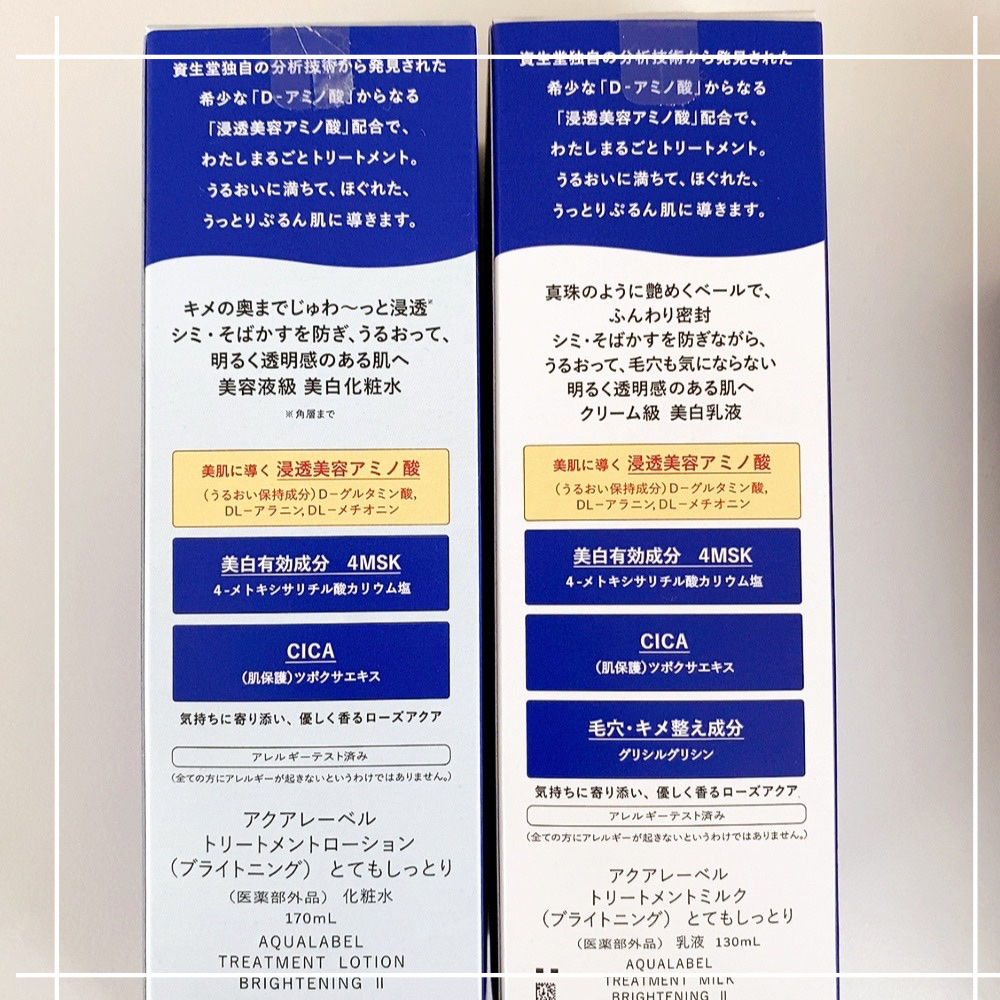 資生堂独自の分析技術から発見された
希少な「D-アミノ酸」からなる
「浸透美容アミノ酸」配合で、
わたしまるごとトリートメント。
うるおいに満ちて、ほぐれた、
うっとりぷるん肌に導きます。
キメの奥までじゅわ～っと浸透※
シミ・そばかすを防ぎ、うるおって、
明るく透明感のある肌へ
美容液級 美白化粧水
※角層まで
美肌に導く 浸透美容アミノ酸
（うるおい保持成分）D-グルタミン酸,
DL-アラニン, DL-メチオニン
美白有効成分 4MSK
4-メトキシサリチル酸カリウム塩
CICA
（肌保護）ツボクサエキス
気持ちに寄り添い、優しく香るローズアクア
アレルギーテスト済み
（全ての方にアレルギーが起きないというわけではありません。）
アクアレーベル
トリートメントローション
（ブライトニング） とてもしっとり
（医薬部外品） 化粧水
170mL
AQUALABEL
TREATMENT LOTION
BRIGHTENING II
資生堂独自の分析技術から発見された
希少な「D-アミノ酸」からなる
「浸透美容アミノ酸」配合で、
わたしまるごとトリートメント。
うるおいに満ちて、ほぐれた、
うっとりぷるん肌に導きます。
真珠のように艶めくベールで、
ふんわり密封
シミ・そばかすを防ぎながら、
うるおって、毛穴も気にならない
明るく透明感のある肌へ
クリーム級 美白乳液
美肌に導く 浸透美容アミノ酸
（うるおい保持成分）D-グルタミン酸,
DL-アラニン, DL-メチオニン
美白有効成分 4MSK
4-メトキシサリチル酸カリウム塩
CICA
（肌保護）ツボクサエキス
毛穴・キメ整え成分
グリシルグリシン
気持ちに寄り添い、優しく香るローズアクア
アレルギーテスト済み
（全ての方にアレルギーが起きないというわけではありません。）
アクアレーベル
トリートメントミルク
（ブライトニング） とてもしっとり
（医薬部外品） 乳液 130mL
AQUALABEL
TREATMENT MILK
BRIGHTENING II